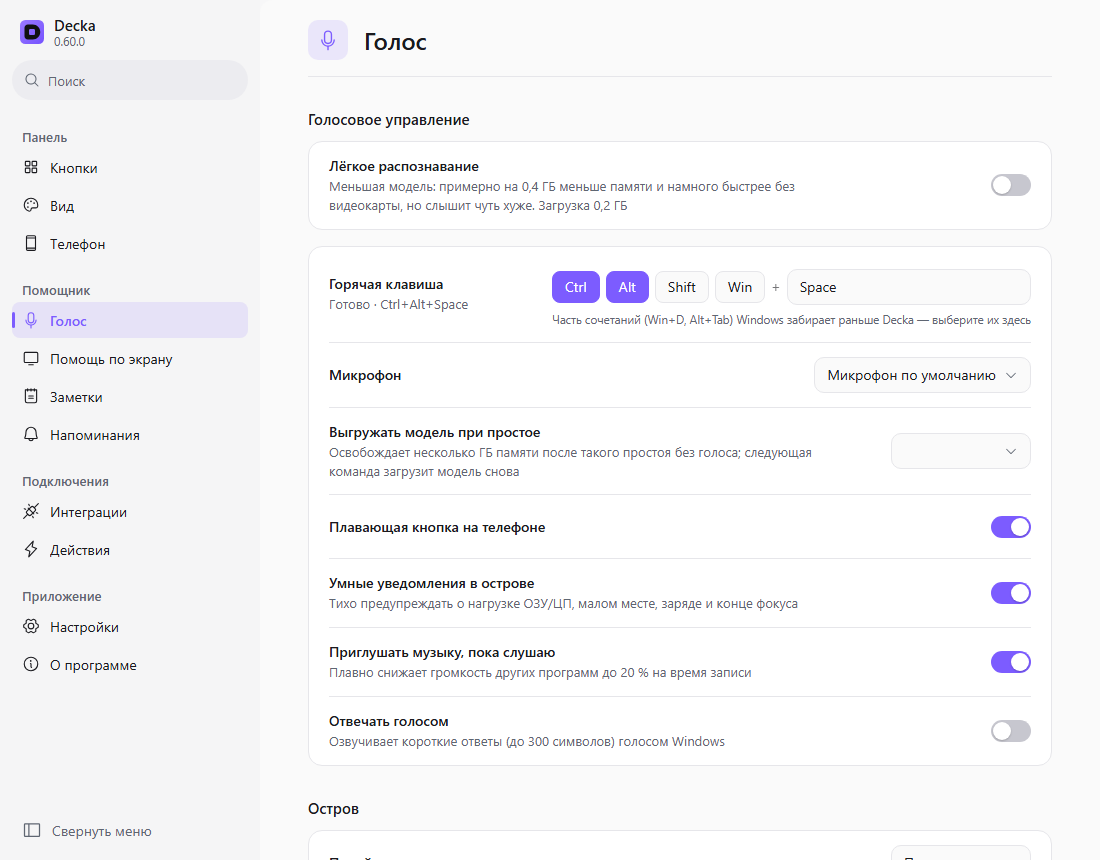 Decka
0.60.0
Поиск
Панель
Кнопки
Вид
Телефон
Помощник
Голос
Помощь по экрану
Заметки
Напоминания
Подключения
Интеграции
Действия
Приложение
Настройки
О программе
Свернуть меню
Голос
Голосовое управление
Лёгкое распознавание
Меньшая модель: примерно на 0,4 ГБ меньше памяти и намного быстрее без
видеокарты, но слышит чуть хуже. Загрузка 0,2 ГБ
Горячая клавиша
Готово · Ctrl+Alt+Space
Ctrl Alt Shift Win + Space
Часть сочетаний (Win+D, Alt+Tab) Windows забирает раньше Decka — выберите их здесь
Микрофон
Микрофон по умолчанию
Выгружать модель при простое
Освобождает несколько ГБ памяти после такого простоя без голоса; следующая
команда загрузит модель снова
Плавающая кнопка на телефоне
Умные уведомления в острове
Тихо предупреждать о нагрузке ОЗУ/ЦП, малом месте, заряде и конце фокуса
Приглушать музыку, пока слушаю
Плавно снижает громкость других программ до 20 % на время записи
Отвечать голосом
Озвучивает короткие ответы (до 300 символов) голосом Windows
Остров